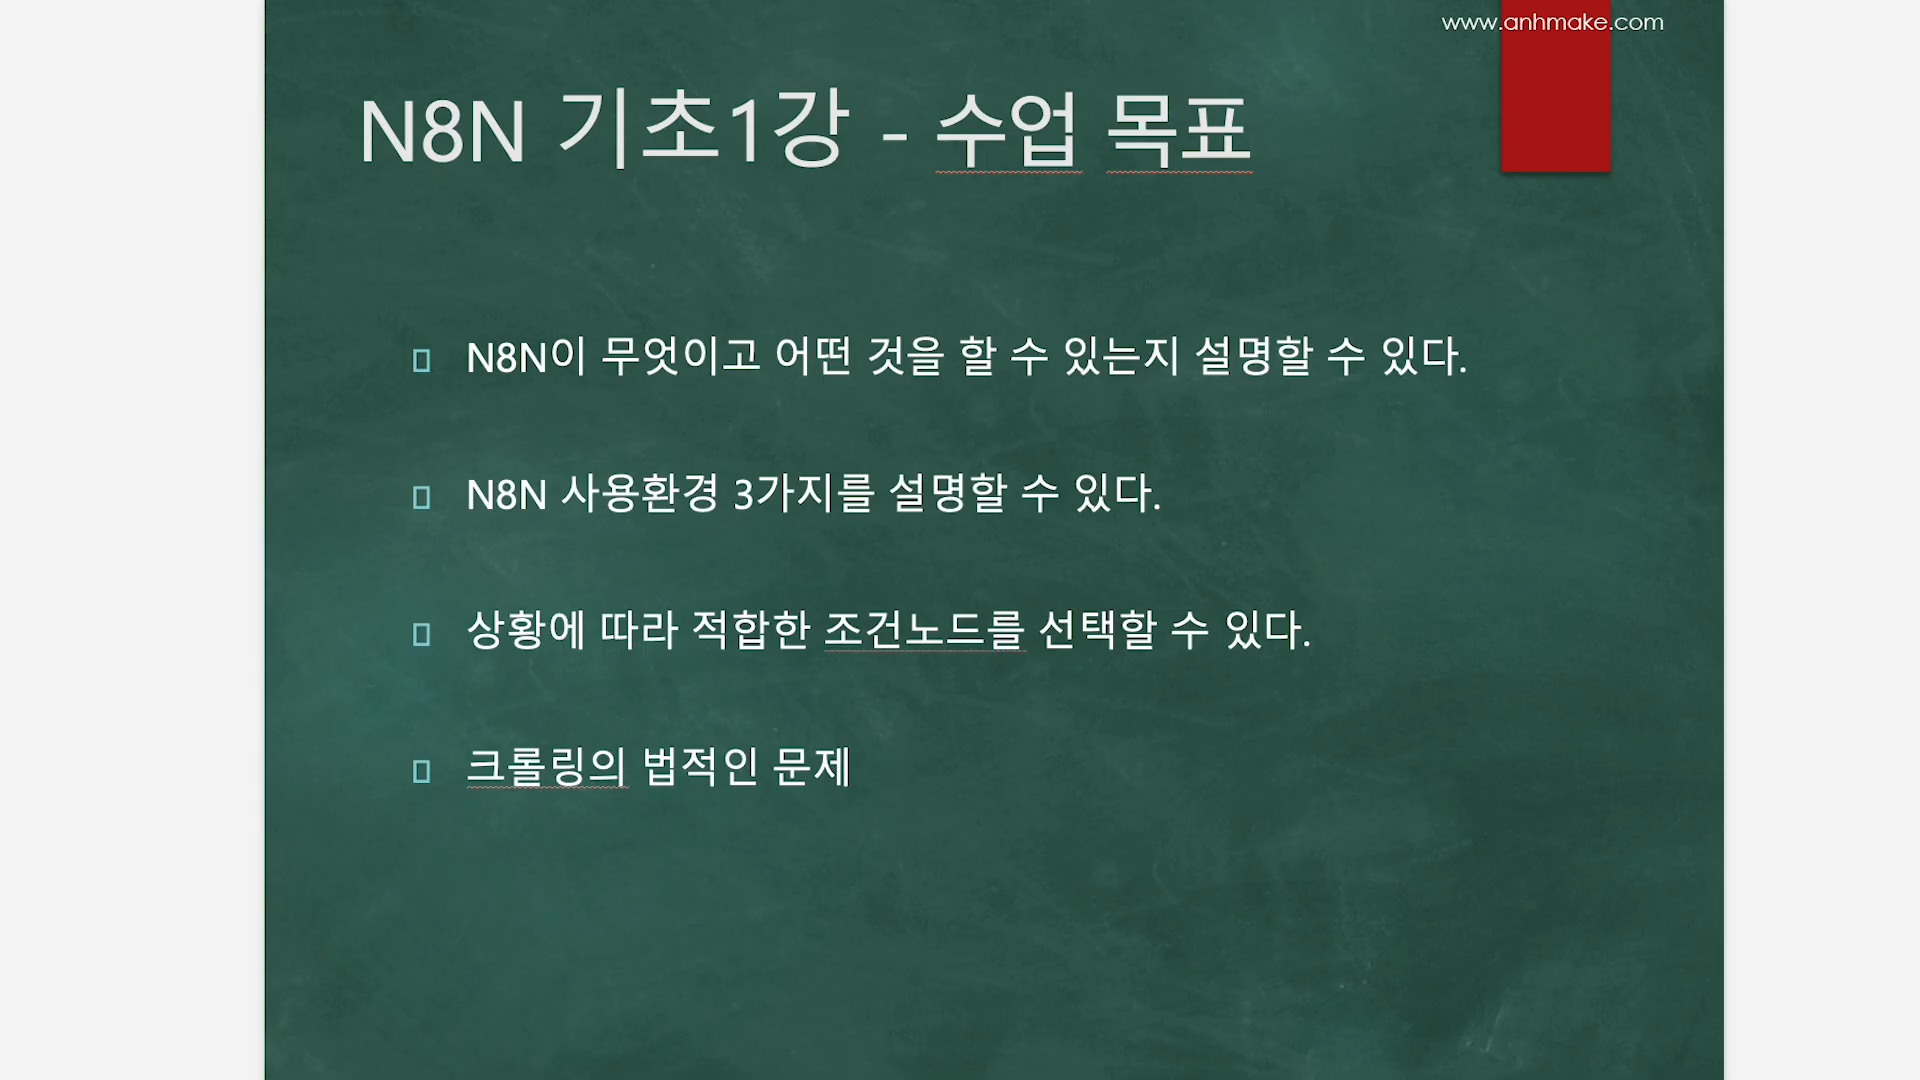 www.anhmake.com
N8N 기초1강 - 수업 목표
N8N이 무엇이고 어떤 것을 할 수 있는지 설명할 수 있다.
N8N 사용환경 3가지를 설명할 수 있다.
상황에 따라 적합한 조건노드를 선택할 수 있다.
크롤링의 법적인 문제